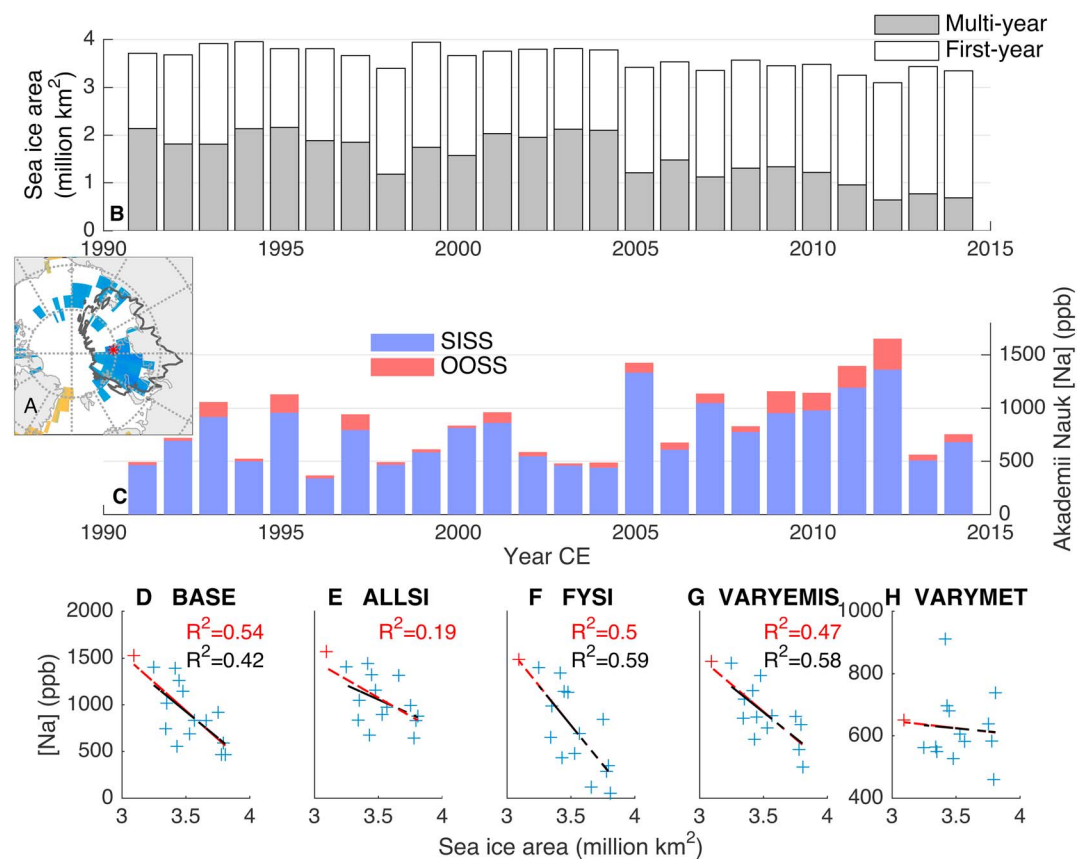 Multi-year
First-year
Sea ice area
(million km²)
4
3
2
1
0
B
1990 1995 2000 2005 2010 2015
A
SISS
OOSS
Akademii Nauk [Na] (ppb)
1500
1000
500
0
C
1990 1995 2000 2005 2010 2015
Year CE
D BASE E ALLSI F FYSI G VARYEMIS H VARYMET
[Na] (ppb)
2000
1500
1000
500
0
R²=0.54
R²=0.42
R²=0.19
R²=0.5
R²=0.59
R²=0.47
R²=0.58
1000
800
600
400
3 3.5 4 3 3.5 4 3 3.5 4 3 3.5 4 3 3.5 4
Sea ice area (million km²)